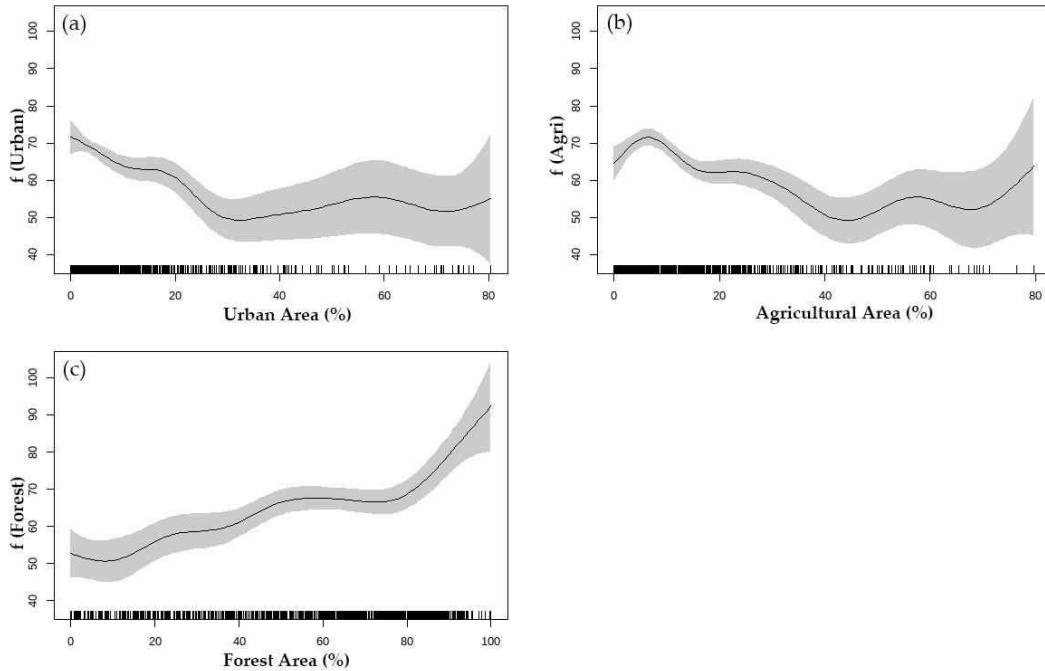 (a)
100
90
80
70
60
50
40
f (Urban)
0 20 40 60 80
Urban Area (%)
(b)
100
90
80
70
60
50
40
f (Agri)
0 20 40 60 80
Agricultural Area (%)
(c)
100
90
80
70
60
50
40
f (Forest)
0 20 40 60 80 100
Forest Area (%)